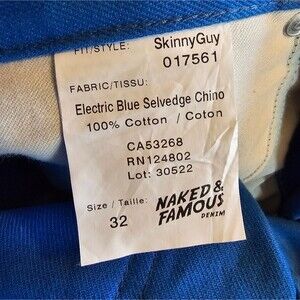 FIT/STYLE: SkinnyGuy
017561
FABRIC/TISSU:
Electric Blue Selvedge Chino
100% Cotton / Coton
CA53268
RN124802
Lot: 30522
Size / Taille:
32
NAKED &
FAMOUS
DENIM